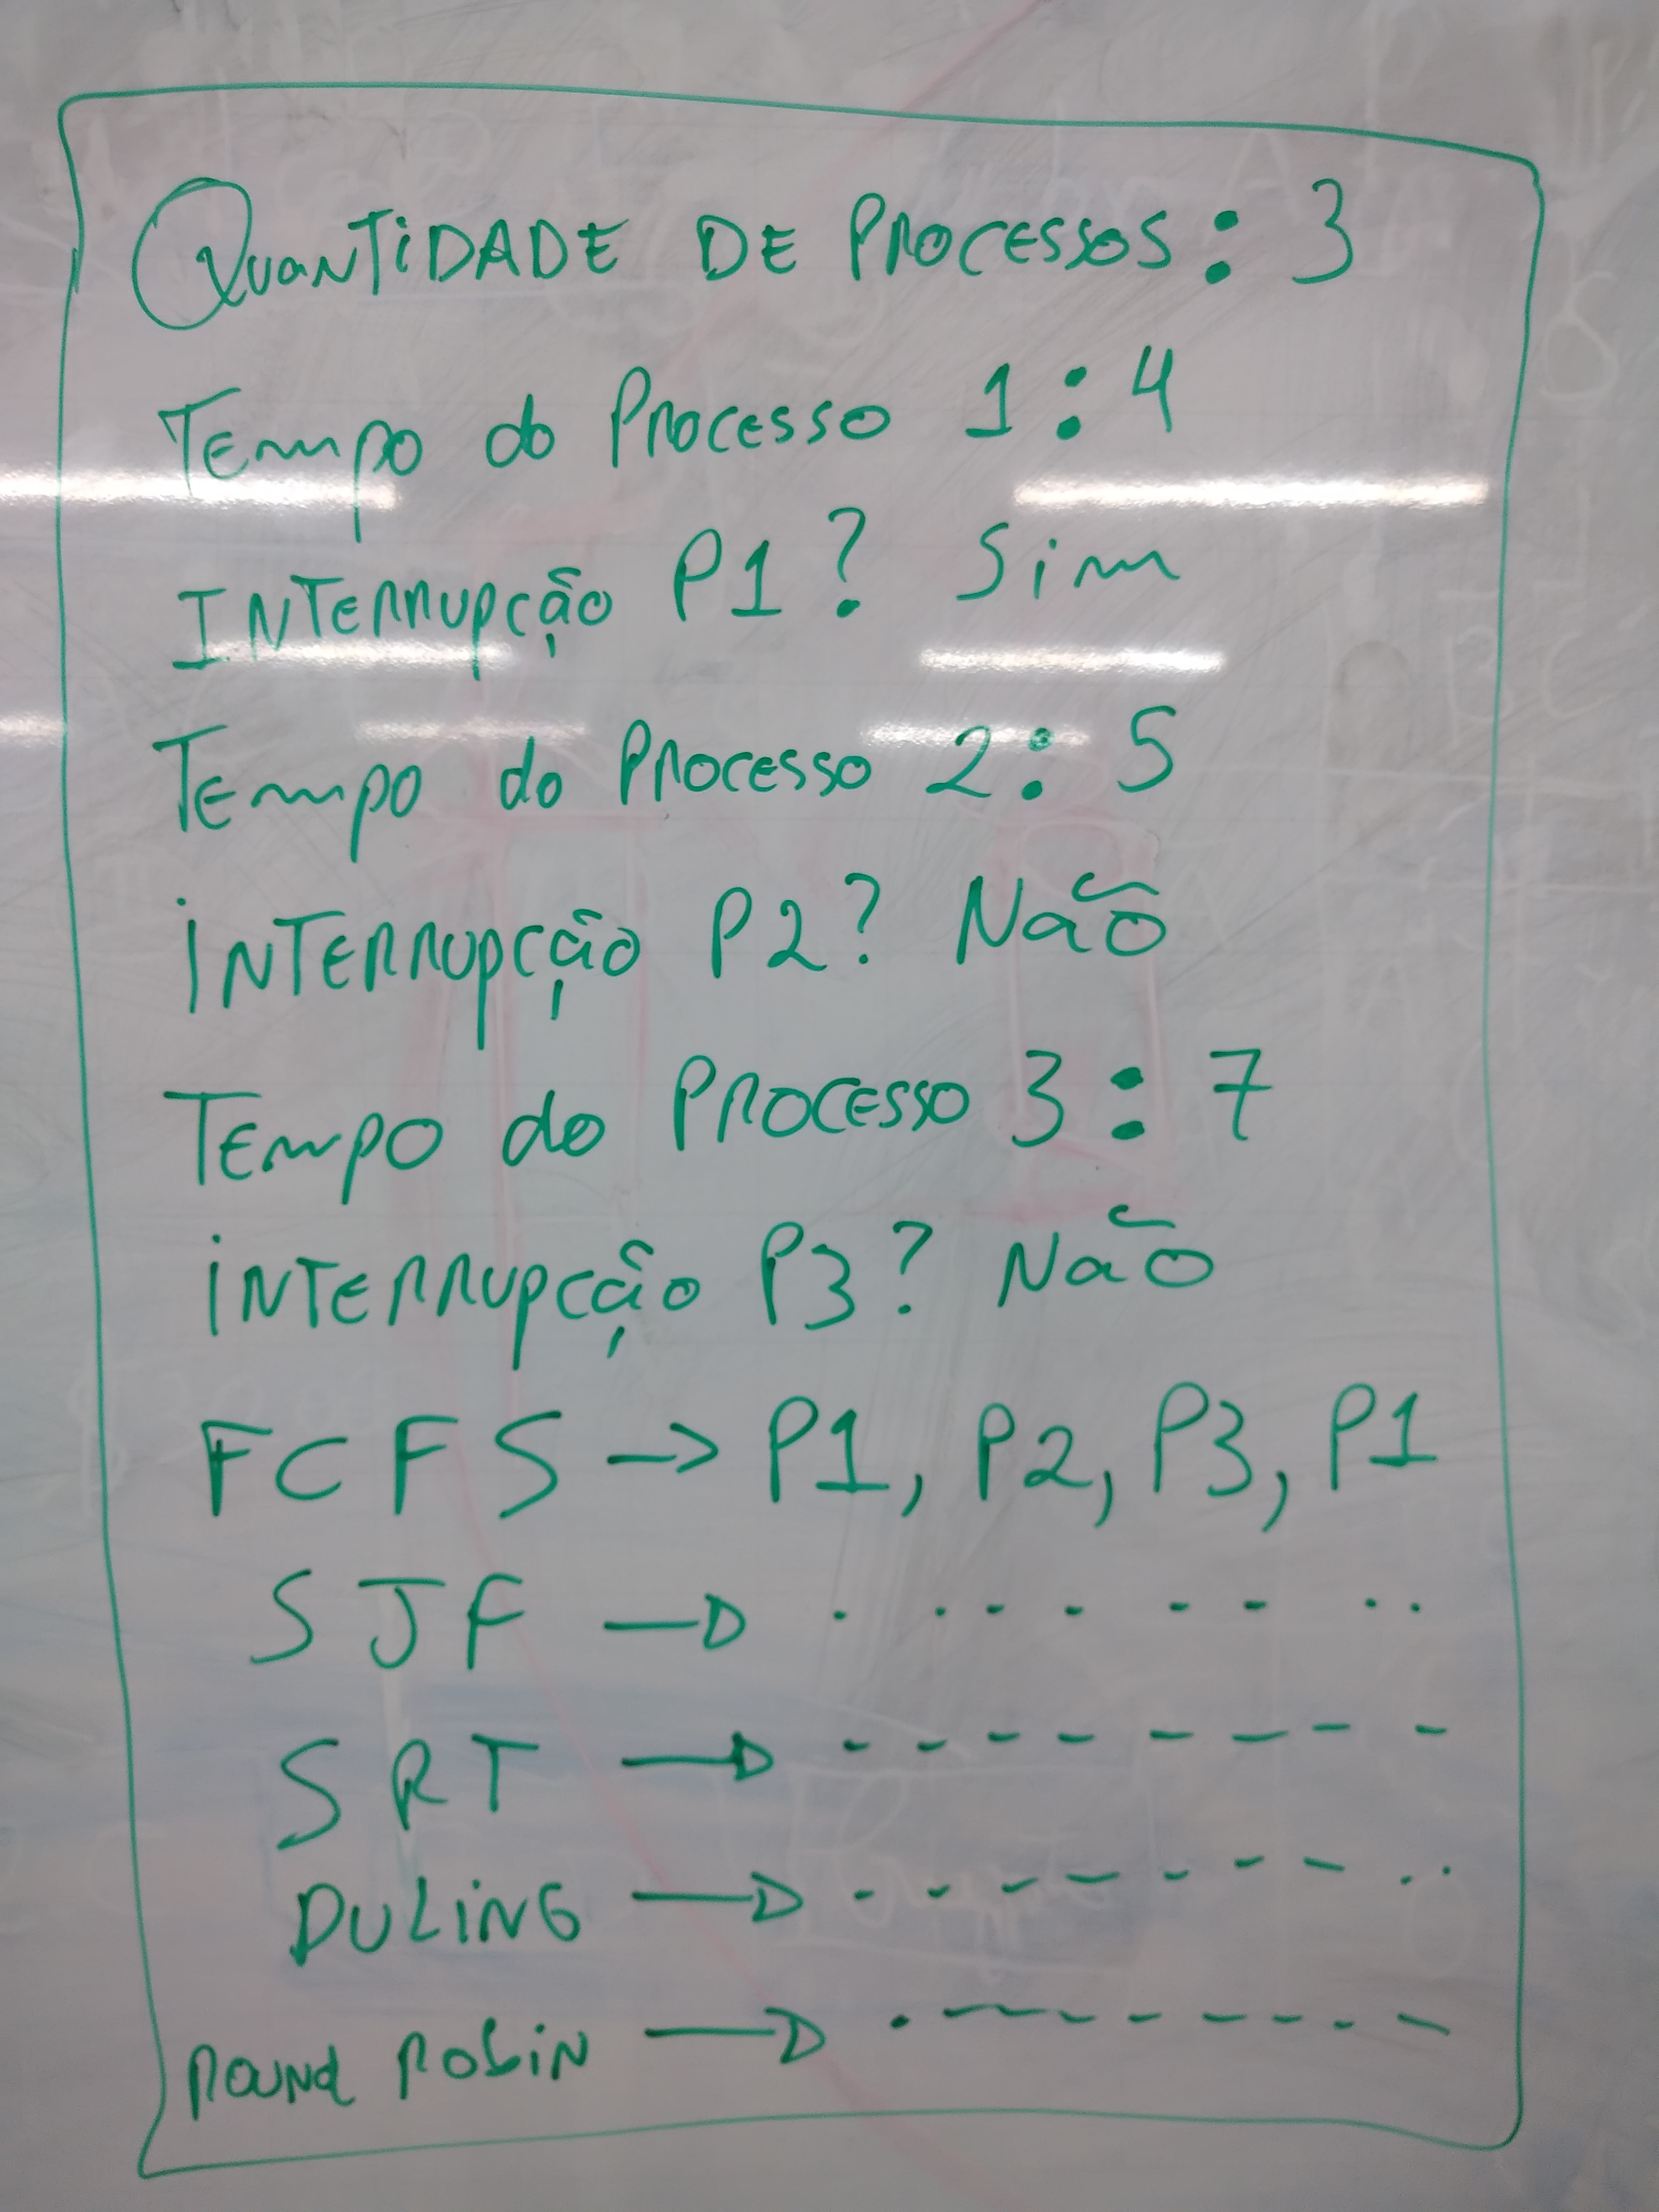 QUANTIDADE DE PROCESSOS: 3
Tempo do Processo 1: 4
INTERRUPÇÃO P1? Sim
Tempo do Processo 2: 5
INTERRUPÇÃO P2? Não
Tempo do Processo 3: 7
INTERRUPÇÃO P3? Não
FCFS -> P1, P2, P3, P1
SJF →
SRT →
DULING →
Round Robin →